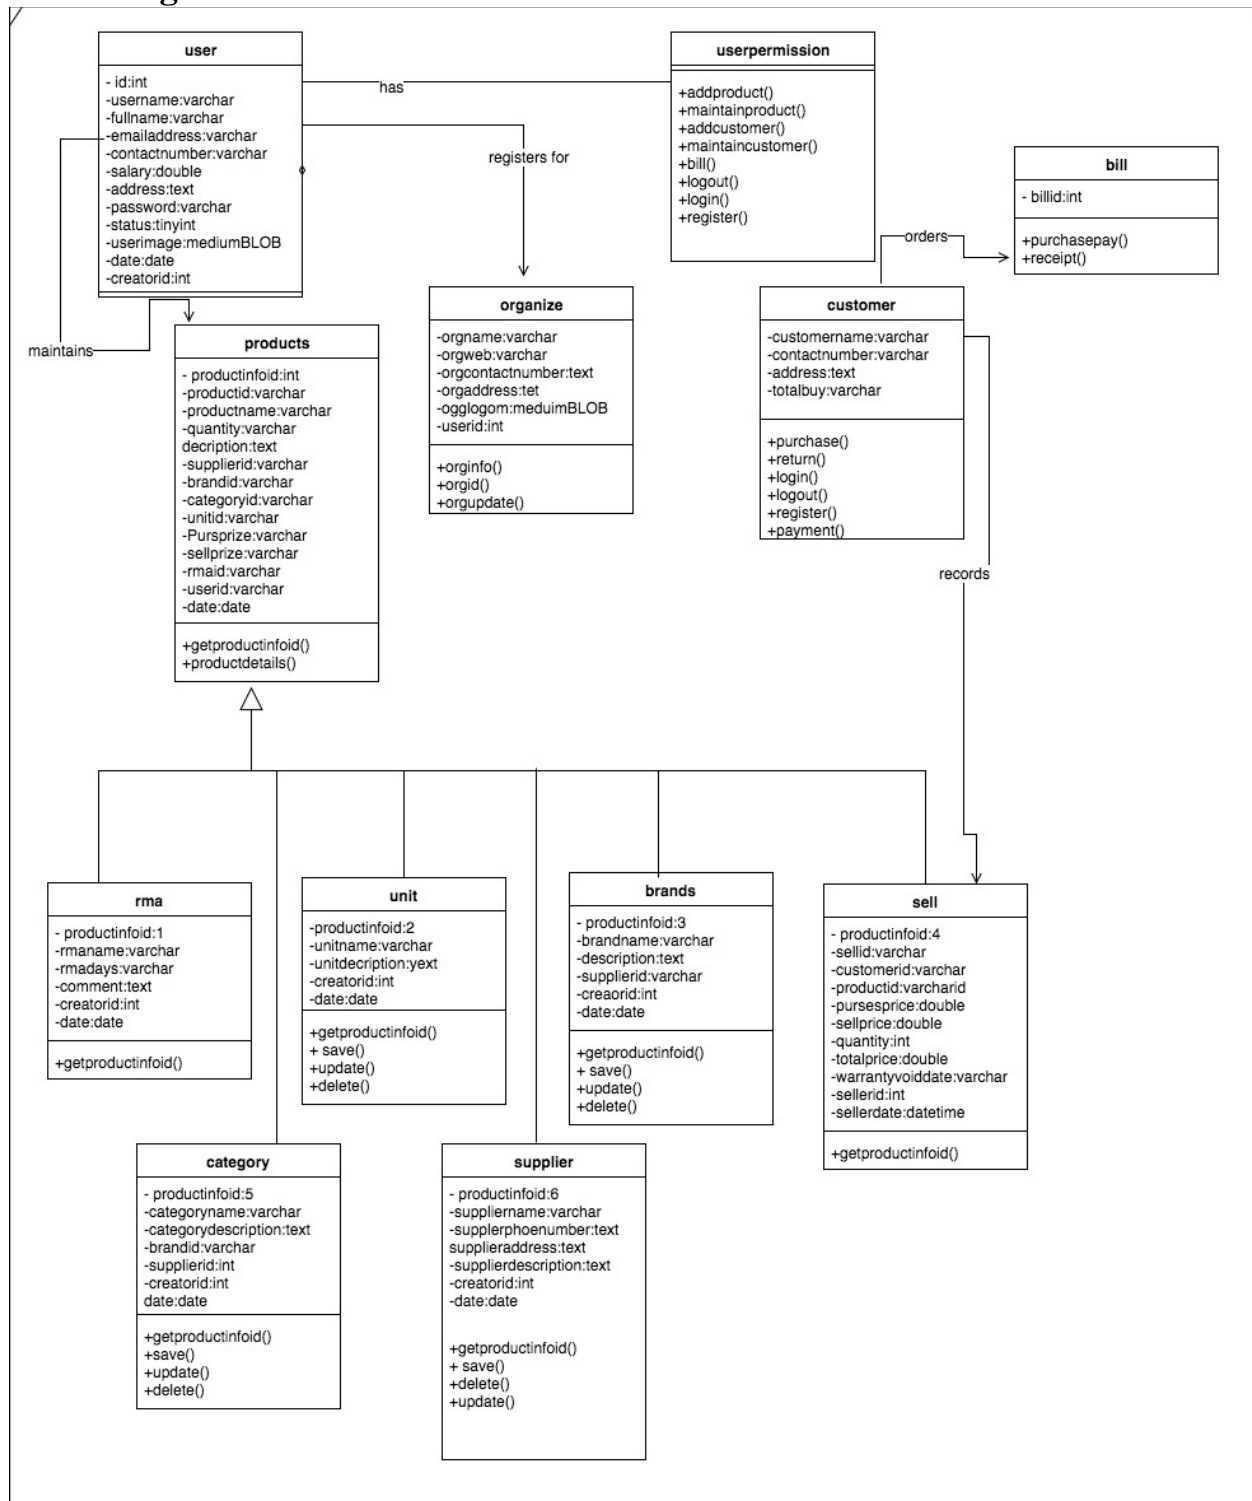 user
- id:int
-username:varchar
-fullname:varchar
-emailaddress:varchar
-contactnumber:varchar
-salary:double
-address:text
-password:varchar
-status:tinyint
-userimage:mediumBLOB
-date:date
-creatorid:int
has
userpermission
+addproduct()
+maintainproduct()
+addcustomer()
+maintaincustomer()
+bill()
+logout()
+login()
+register()
registers for
bill
- billid:int
+purchasepay()
+receipt()
orders
maintains
products
- productinfoid:int
-productid:varchar
-productname:varchar
-quantity:varchar
decription:text
-supplierid:varchar
-brandid:varchar
-categoryid:varchar
-unitid:varchar
-Pursprize:varchar
-sellprize:varchar
-rmaid:varchar
-userid:varchar
-date:date
+getproductinfoid()
+productdetails()
organize
-orgname:varchar
-orgweb:varchar
-orgcontactnumber:text
-orgaddress:tet
-ogglogom:meduimBLOB
-userid:int
+orginfo()
+orgid()
+orgupdate()
customer
-customername:varchar
-contactnumber:varchar
-address:text
-totalbuy:varchar
+purchase()
+return()
+login()
+logout()
+register()
+payment()
records
rma
- productinfoid:1
-rmaname:varchar
-rmadays:varchar
-comment:text
-creatorid:int
-date:date
+getproductinfoid()
unit
-productinfoid:2
-unitname:varchar
-unitdecription:yext
-creatorid:int
-date:date
+getproductinfoid()
+ save()
+update()
+delete()
brands
- productinfoid:3
-brandname:varchar
-description:text
-supplierid:varchar
-creaorid:int
-date:date
+getproductinfoid()
+ save()
+update()
+delete()
sell
- productinfoid:4
-sellid:varchar
-customerid:varchar
-productid:varcharid
-pursesprice:double
-sellprice:double
-quantity:int
-totalprice:double
-warrantyvoiddate:varchar
-sellerid:int
-sellerdate:datetime
+getproductinfoid()
category
- productinfoid:5
-categoryname:varchar
-categorydescription:text
-brandid:varchar
-supplierid:int
-creatorid:int
date:date
+getproductinfoid()
+save()
+update()
+delete()
supplier
- productinfoid:6
-suppliername:varchar
-supplerphoenumber:text
supplieraddress:text
-supplierdescription:text
-creatorid:int
-date:date
+getproductinfoid()
+ save()
+delete()
+update()